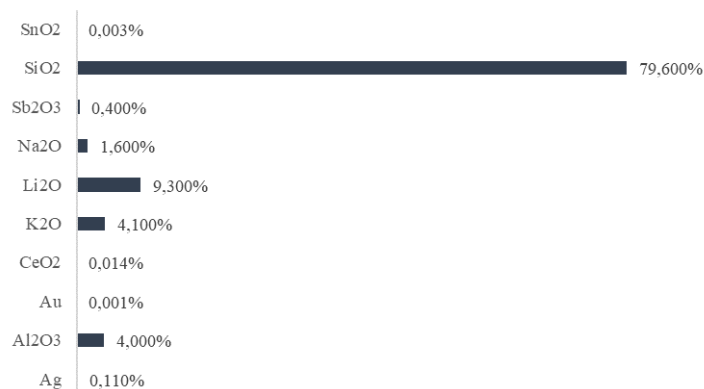 SnO2 0,003%
SiO2 79,600%
Sb2O3 0,400%
Na2O 1,600%
Li2O 9,300%
K2O 4,100%
CeO2 0,014%
Au 0,001%
Al2O3 4,000%
Ag 0,110%